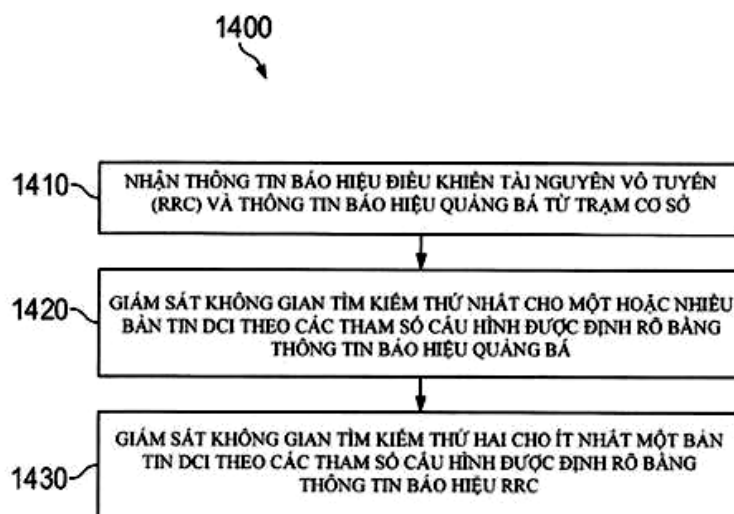 1400
1410
NHẬN THÔNG TIN BÁO HIỆU ĐIỀU KHIỂN TÀI NGUYÊN VÔ TUYẾN
(RRC) VÀ THÔNG TIN BÁO HIỆU QUẢNG BÁ TỪ TRẠM CƠ SỞ
1420
GIÁM SÁT KHÔNG GIAN TÌM KIẾM THỨ NHẤT CHO MỘT HOẶC NHIỀU
BẢN TIN DCI THEO CÁC THAM SỐ CẤU HÌNH ĐƯỢC ĐỊNH RÕ BẰNG
THÔNG TIN BÁO HIỆU QUẢNG BÁ
1430
GIÁM SÁT KHÔNG GIAN TÌM KIẾM THỨ HAI CHO ÍT NHẤT MỘT BẢN
TIN DCI THEO CÁC THAM SỐ CẤU HÌNH ĐƯỢC ĐỊNH RÕ BẰNG
THÔNG TIN BÁO HIỆU RRC